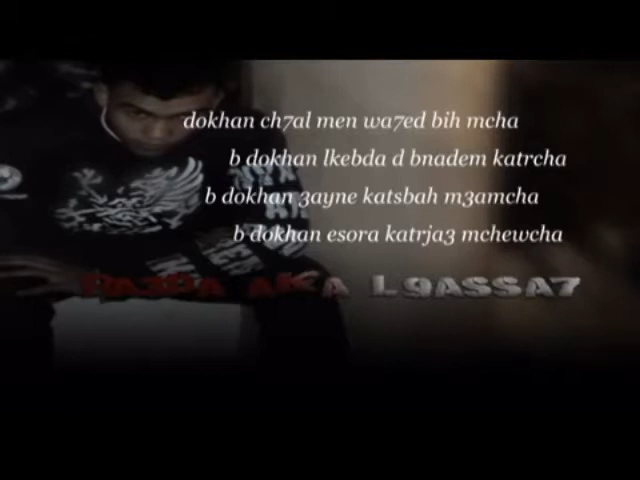 dokhan ch7al men wa7ed bih mcha
b dokhan lkebda d bnadem katrcha
b dokhan 3ayne katsbah m3amcha
b dokhan esora katrja3 mchewcha
aka L9ASSA7